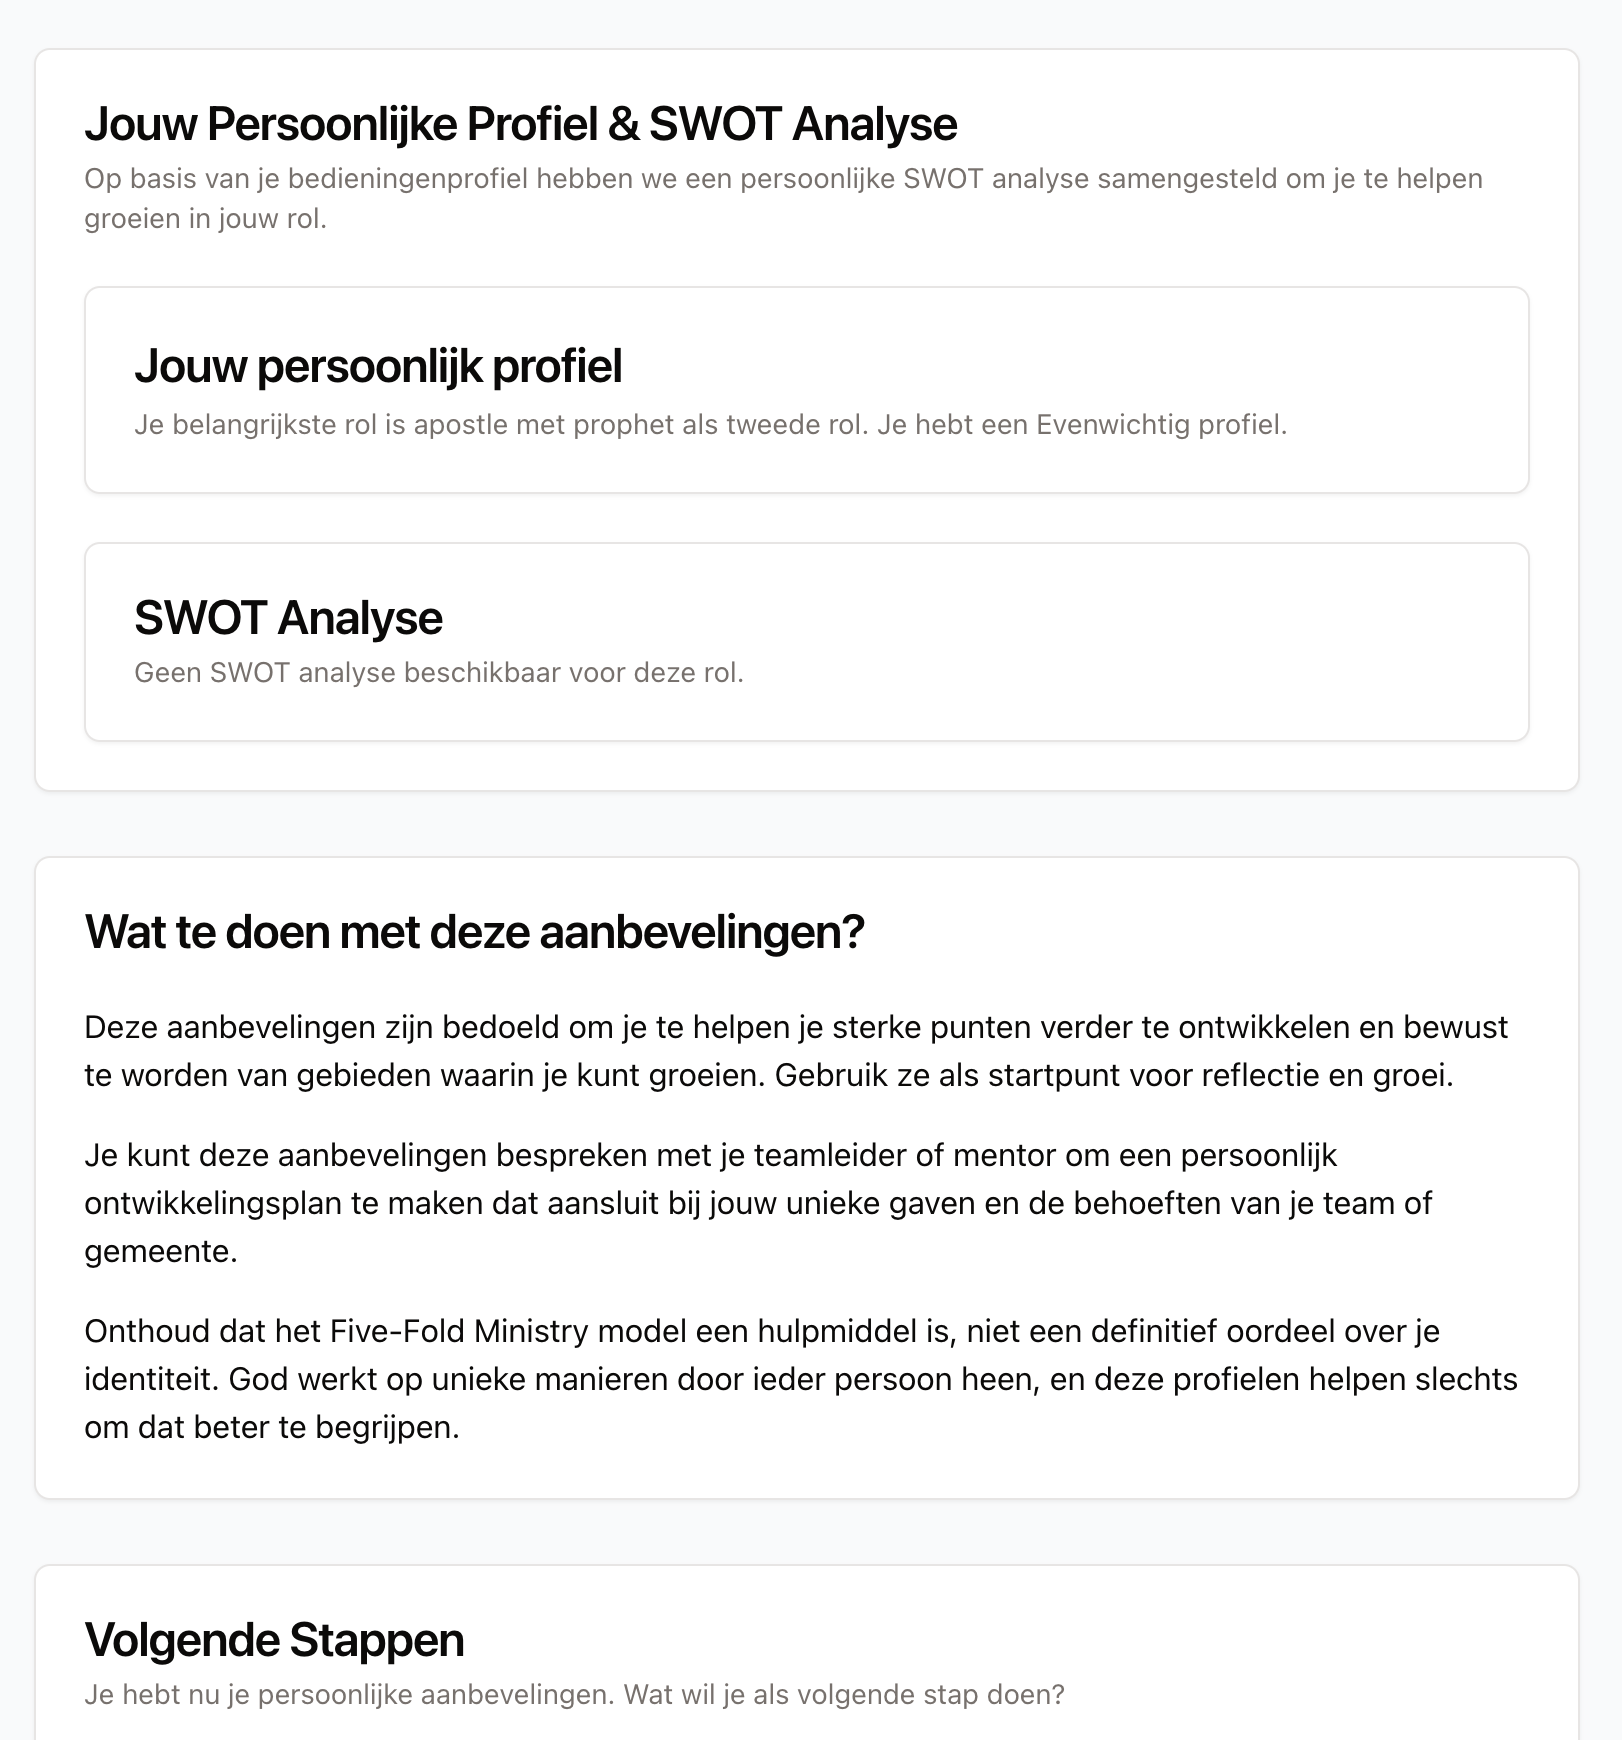 Jouw Persoonlijke Profiel & SWOT Analyse
Op basis van je bedieningenprofiel hebben we een persoonlijke SWOT analyse samengesteld om je te helpen
groeien in jouw rol.
Jouw persoonlijk profiel
Je belangrijkste rol is apostle met prophet als tweede rol. Je hebt een Evenwichtig profiel.
SWOT Analyse
Geen SWOT analyse beschikbaar voor deze rol.
Wat te doen met deze aanbevelingen?
Deze aanbevelingen zijn bedoeld om je te helpen je sterke punten verder te ontwikkelen en bewust
te worden van gebieden waarin je kunt groeien. Gebruik ze als startpunt voor reflectie en groei.
Je kunt deze aanbevelingen bespreken met je teamleider of mentor om een persoonlijk
ontwikkelingsplan te maken dat aansluit bij jouw unieke gaven en de behoeften van je team of
gemeente.
Onthoud dat het Five-Fold Ministry model een hulpmiddel is, niet een definitief oordeel over je
identiteit. God werkt op unieke manieren door ieder persoon heen, en deze profielen helpen slechts
om dat beter te begrijpen.
Volgende Stappen
Je hebt nu je persoonlijke aanbevelingen. Wat wil je als volgende stap doen?